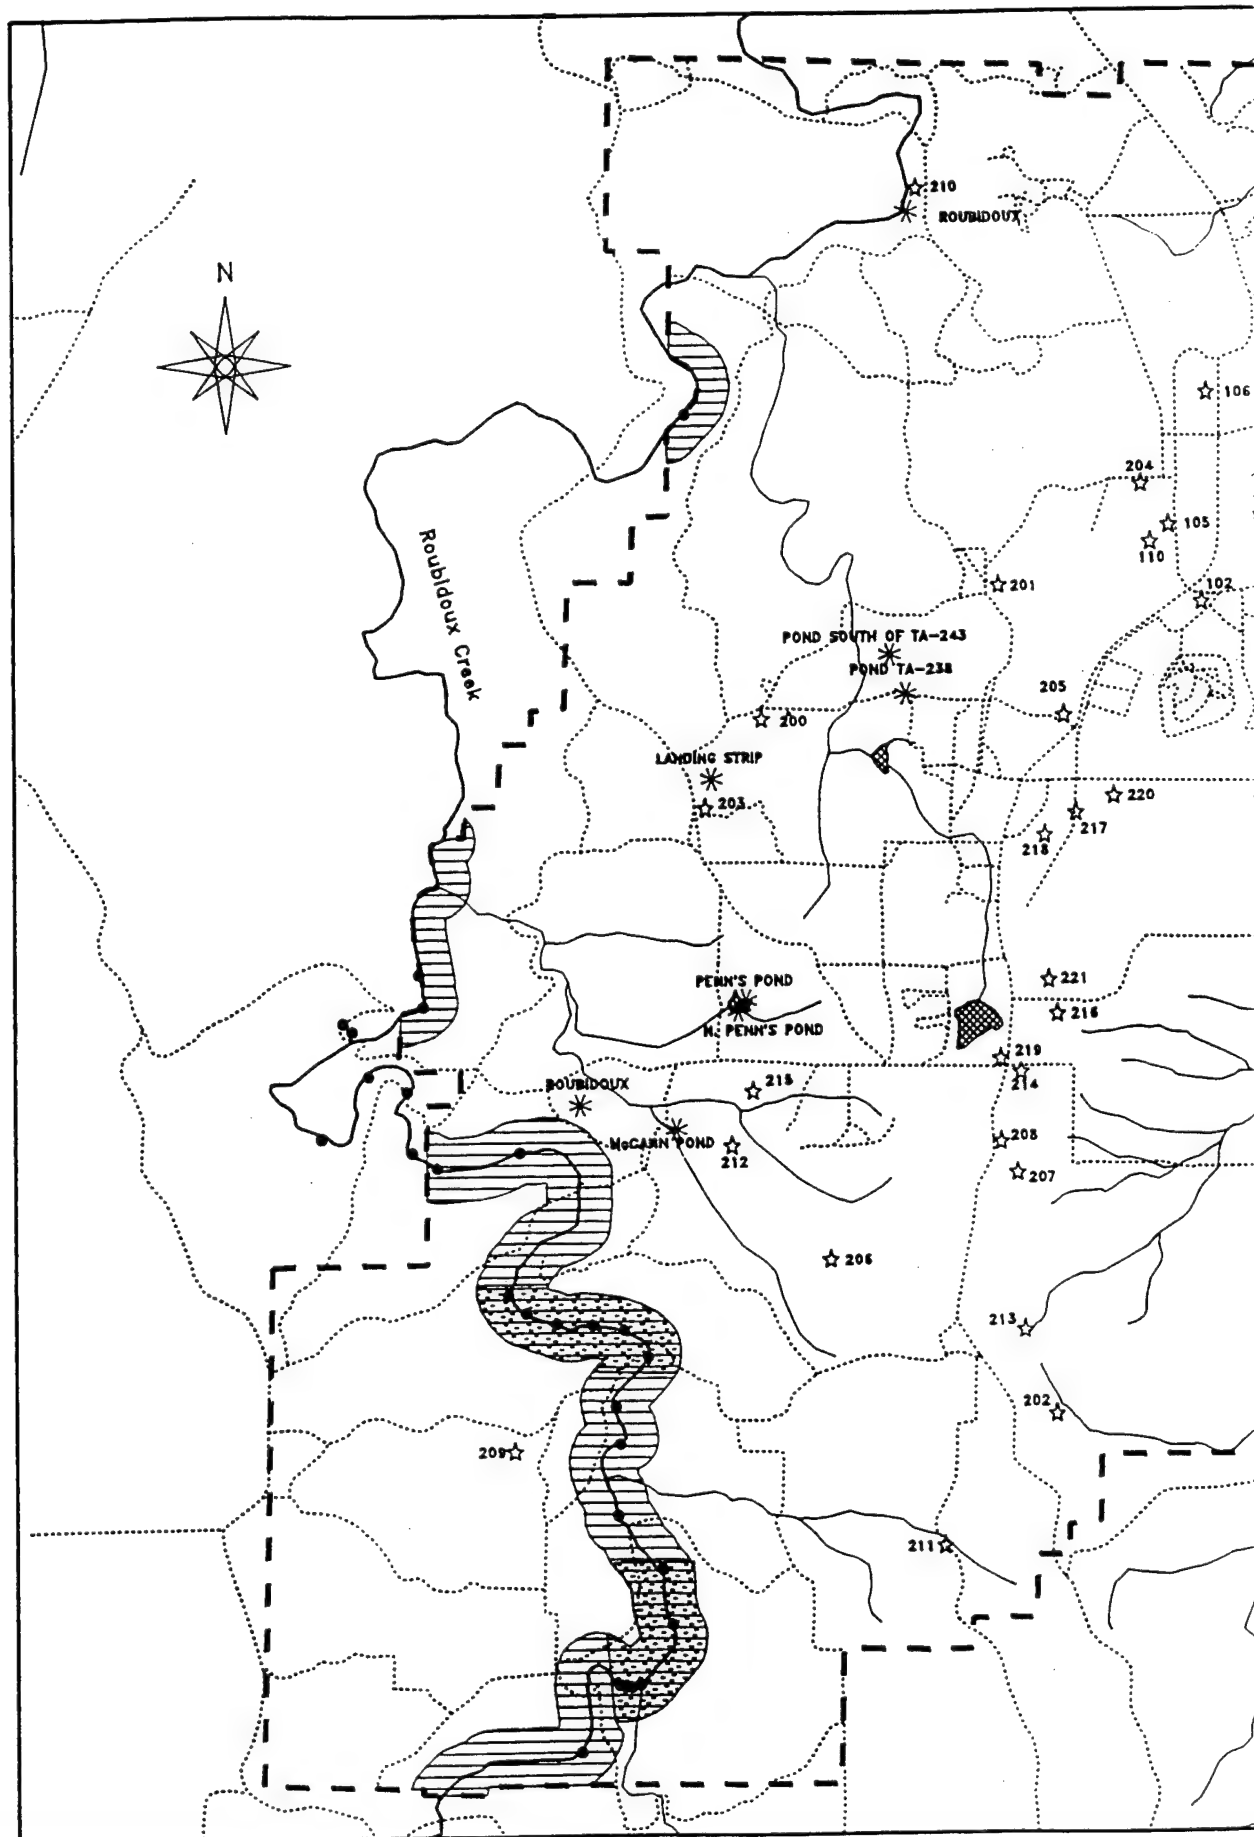 210
ROUBIDOUX
N
106
204
105
110
Roubidoux Creek
201
102
POND SOUTH OF TA-243
POND TA-238
205
200
LANDING STRIP
203
220
217
218
PENN'S POND
221
N. PENN'S POND
216
219
214
ROUBIDOUX
215
McCANN POND
212
208
207
206
213
202
209
211